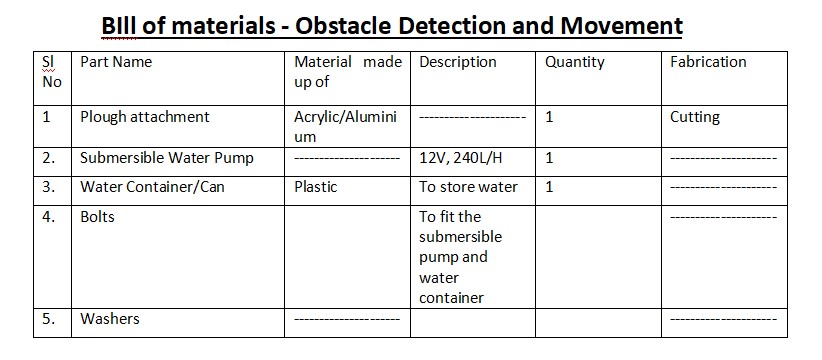 BIll of materials - Obstacle Detection and Movement
Sl No | Part Name | Material made up of | Description | Quantity | Fabrication
1 | Plough attachment | Acrylic/Aluminium | --------------------- | 1 | Cutting
2. | Submersible Water Pump | --------------------- | 12V, 240L/H | 1 | ---------------------
3. | Water Container/Can | Plastic | To store water | 1 | ---------------------
4. | Bolts | | To fit the submersible pump and water container | | ---------------------
5. | Washers | --------------------- | | | ---------------------